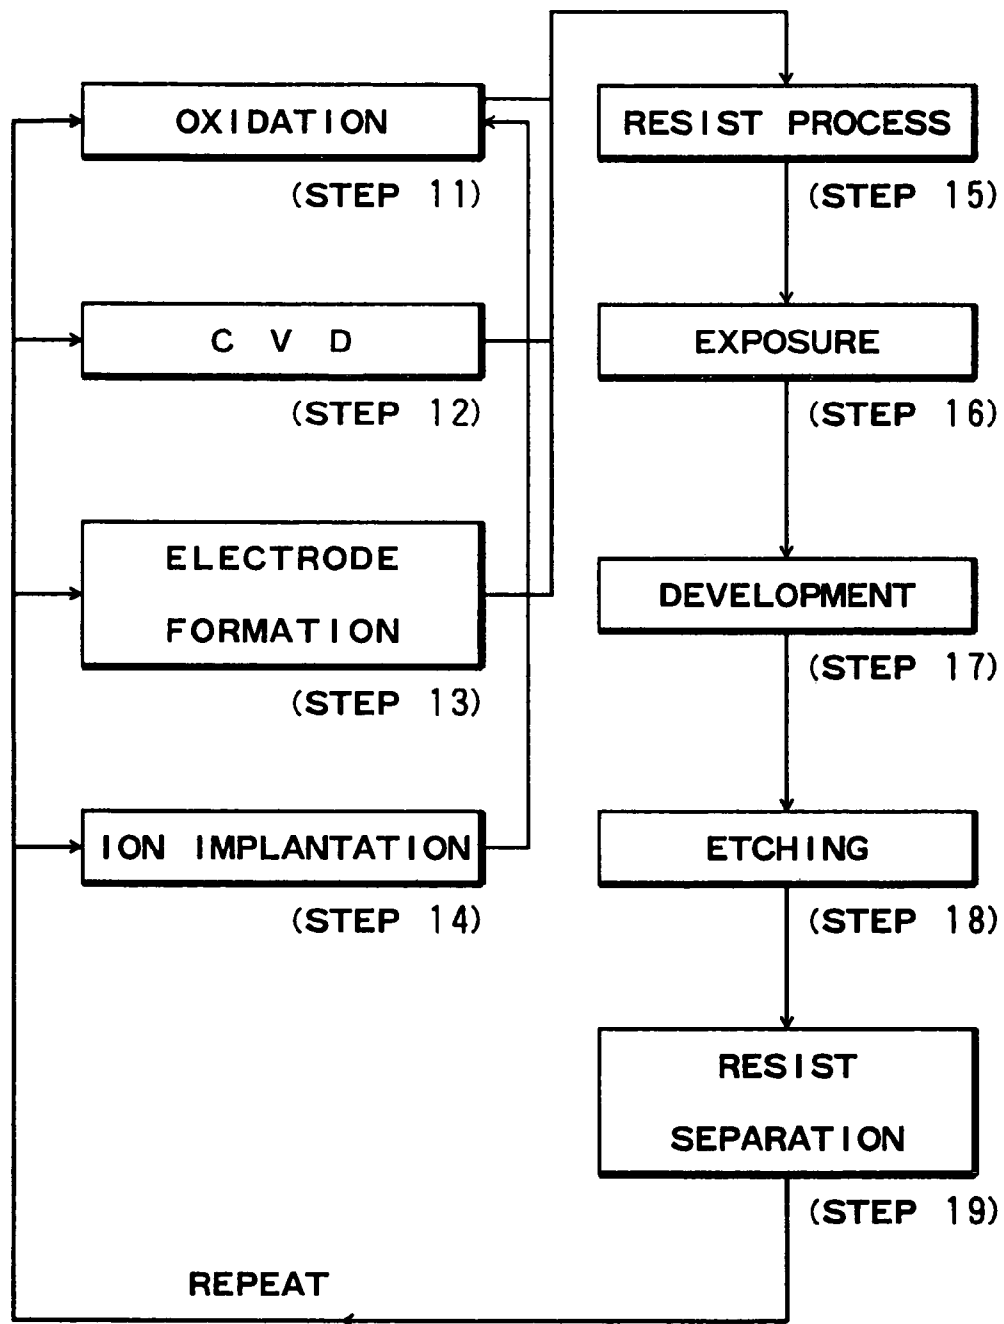 OXIDATION
(STEP 11)
CVD
(STEP 12)
ELECTRODE
FORMATION
(STEP 13)
ION IMPLANTATION
(STEP 14)
RESIST PROCESS
(STEP 15)
EXPOSURE
(STEP 16)
DEVELOPMENT
(STEP 17)
ETCHING
(STEP 18)
RESIST
SEPARATION
(STEP 19)
REPEAT